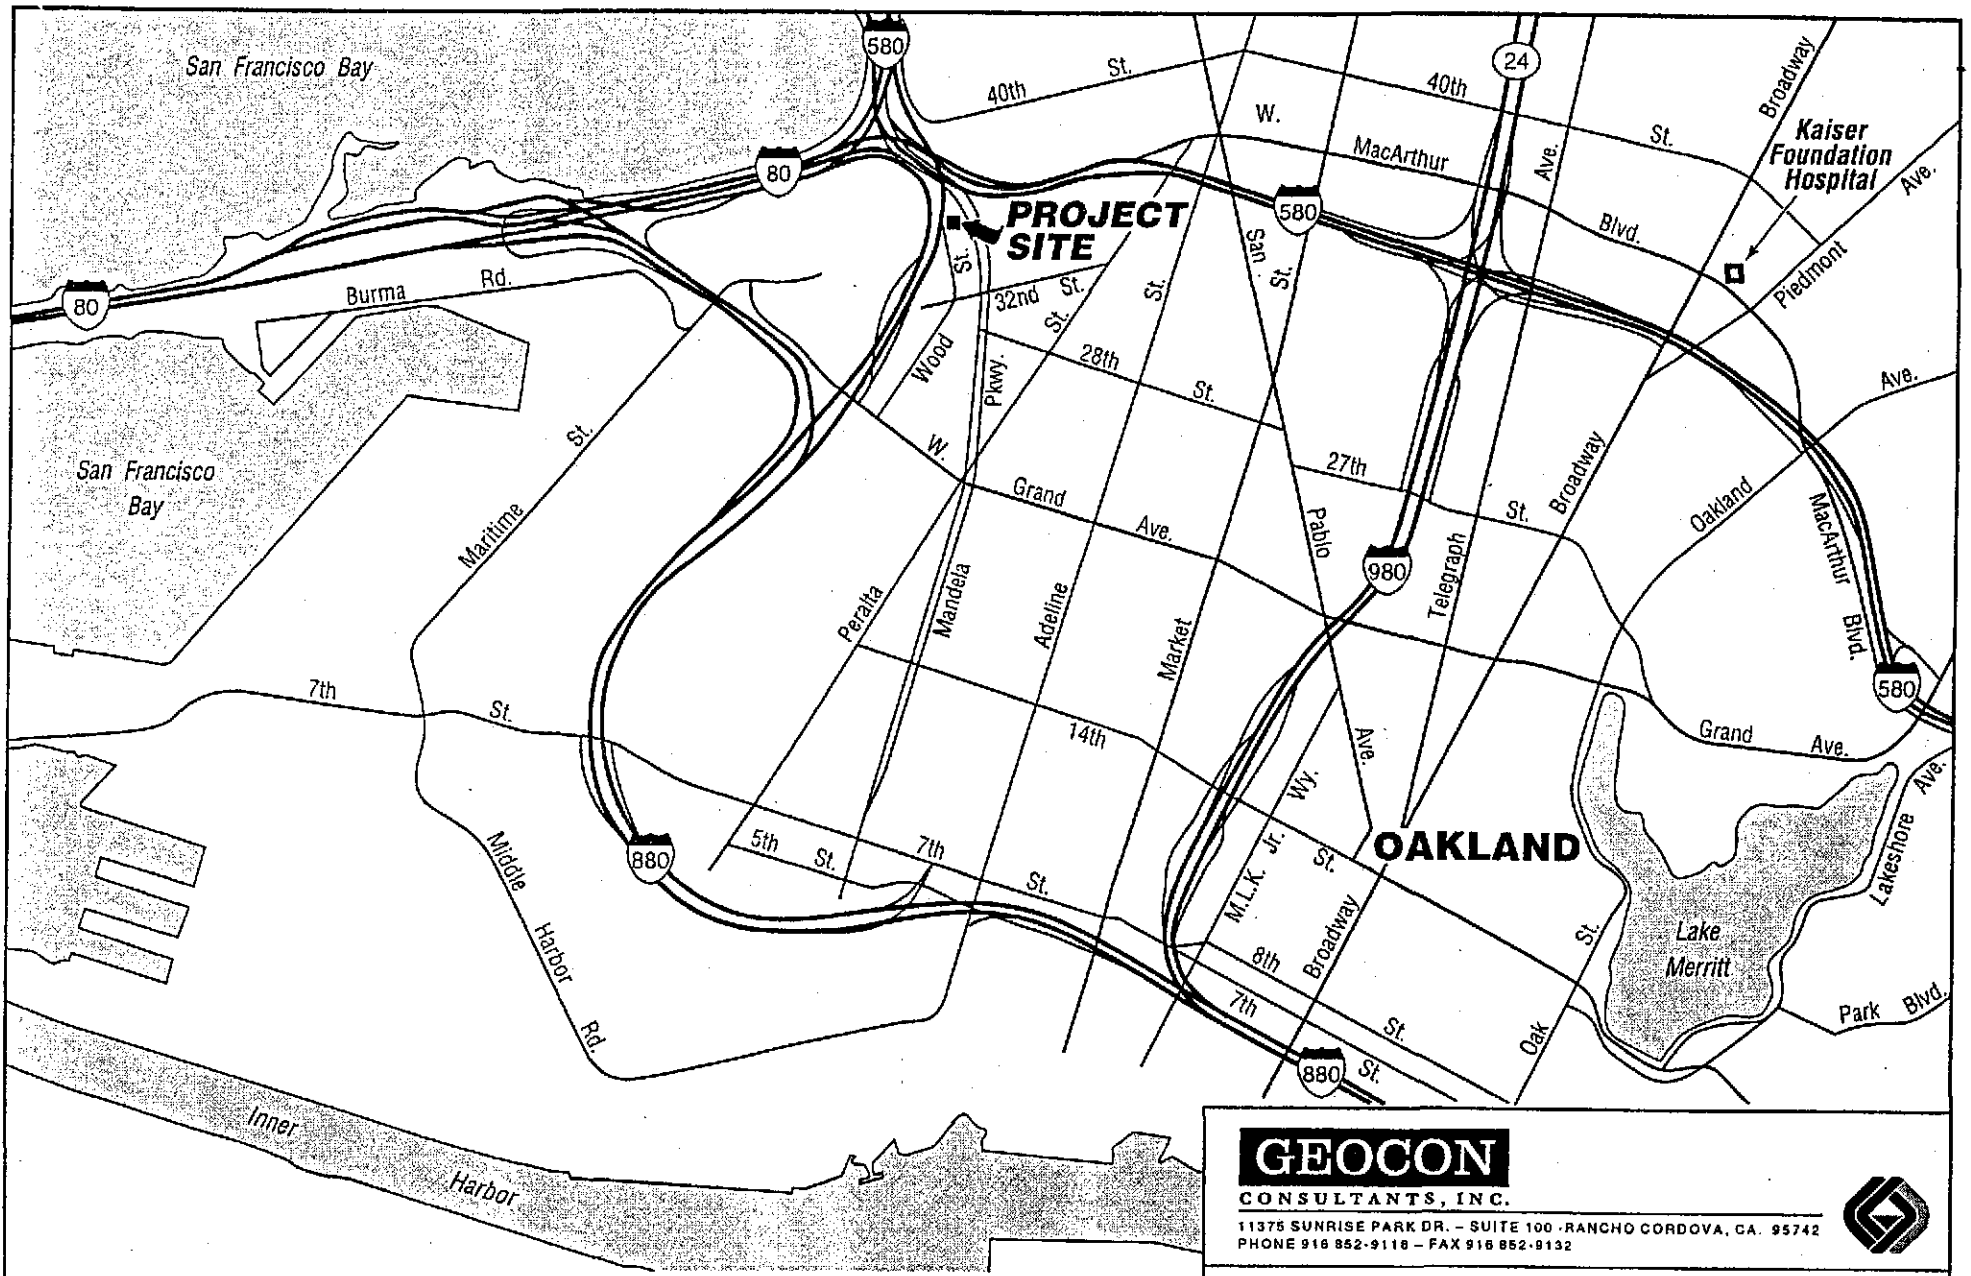 580
San Francisco Bay
40th St.
24
Broadway
40th St.
W. MacArthur Blvd.
Ave.
Kaiser
Foundation
Hospital
Ave.
80
580
PROJECT
SITE
St.
San
St.
St.
Piedmont
80
Burma Rd.
32nd St.
St.
Wood
Pkwy.
28th St.
Ave.
St.
W. Grand Ave.
27th St.
Broadway
Oakland
San Francisco
Bay
Maritime
Pablo
MacArthur Blvd.
980
Telegraph
Peralta
Mandela
Adeline
Market
580
7th St.
14th
Ave.
Grand Ave.
Wy.
Ave.
880
Middle Harbor Rd.
5th St.
7th St.
M.L.K. Jr.
St.
OAKLAND
Lakeshore
Broadway
St.
Lake
Merritt
8th St.
7th St.
Oak
Park Blvd.
880
Inner
Harbor
GEOCON
CONSULTANTS, INC.
11375 SUNRISE PARK DR. – SUITE 100 - RANCHO CORDOVA, CA. 95742
PHONE 916 852-9118 – FAX 916 852-9132